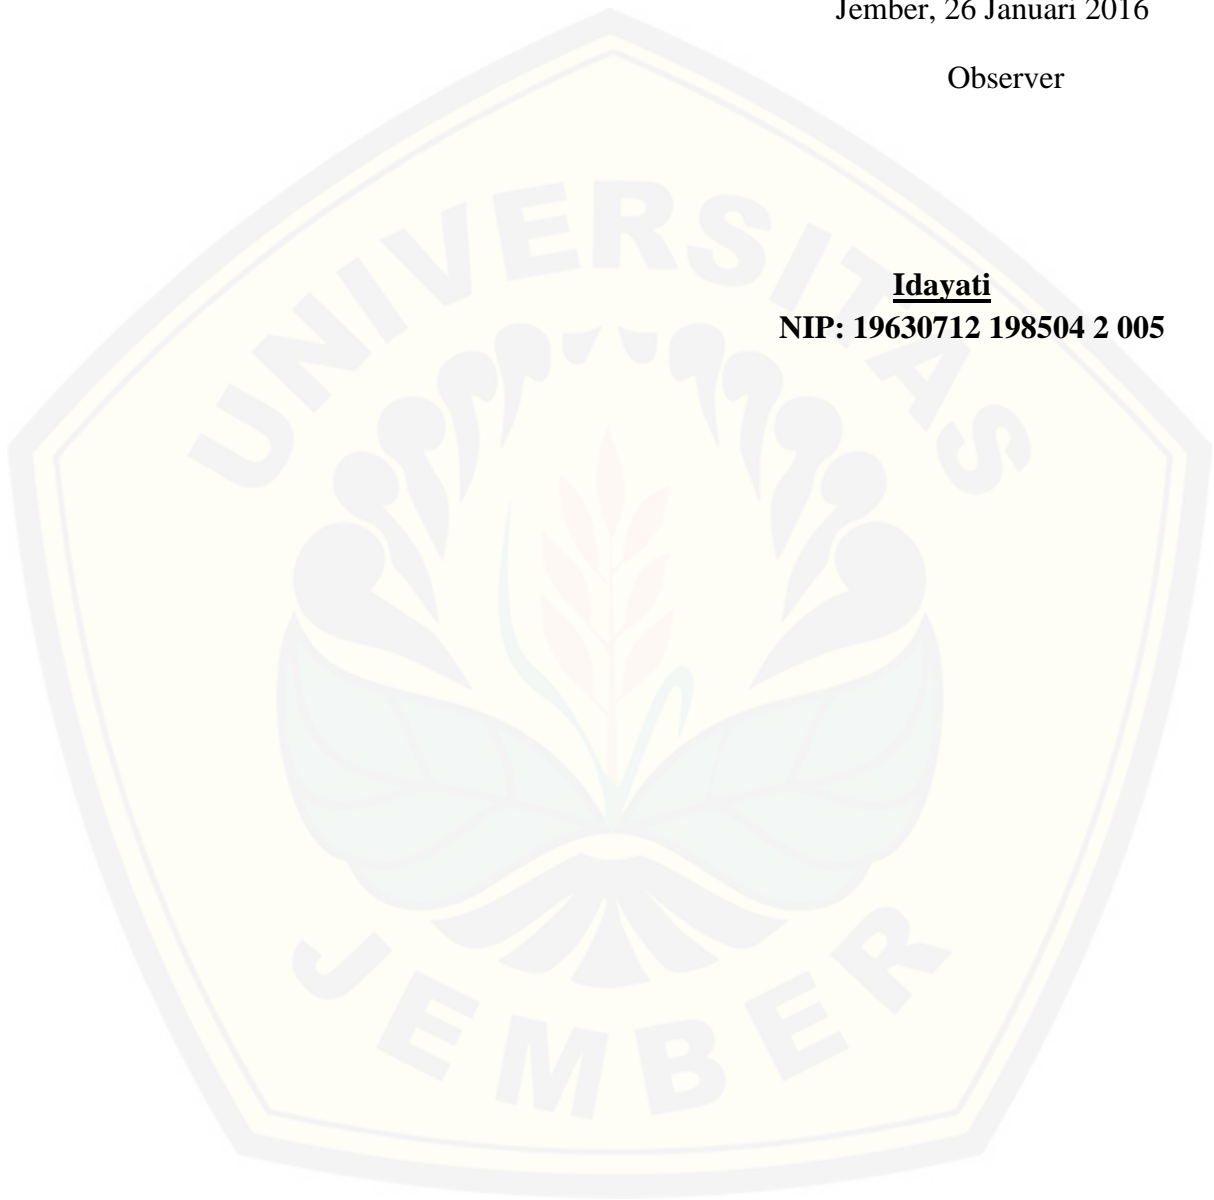 Jember, 26 Januari 2016
Observer
Idayati
NIP: 19630712 198504 2 005
UNIVERSITAS
JEMBER